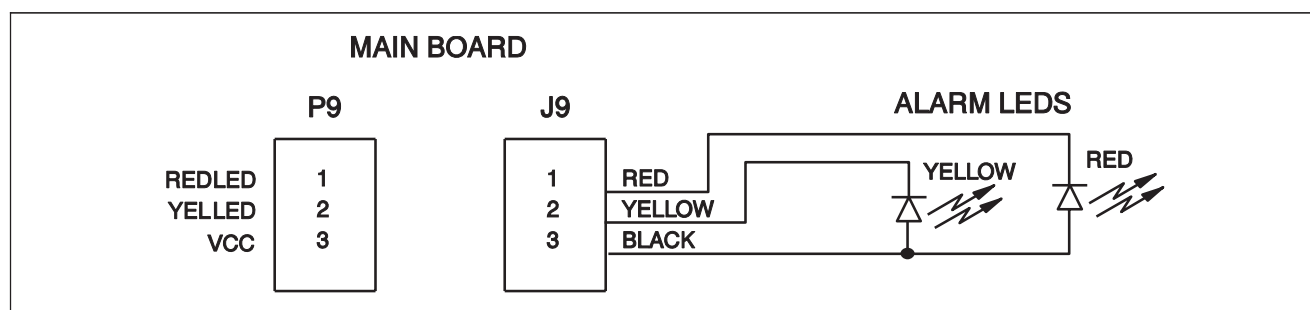 MAIN BOARD
P9
J9
ALARM LEDS
REDLED
1
1
RED
YELLOW
RED
YELLED
2
2
YELLOW
VCC
3
3
BLACK